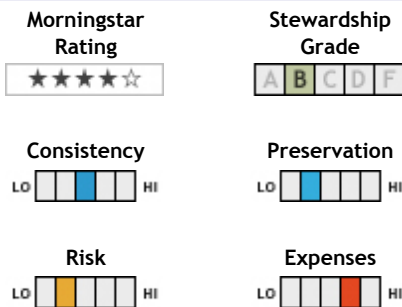 Morningstar Stewardship
Rating Grade
★★★★☆ A B C D F
Consistency Preservation
LO HI LO HI
Risk Expenses
LO HI LO HI